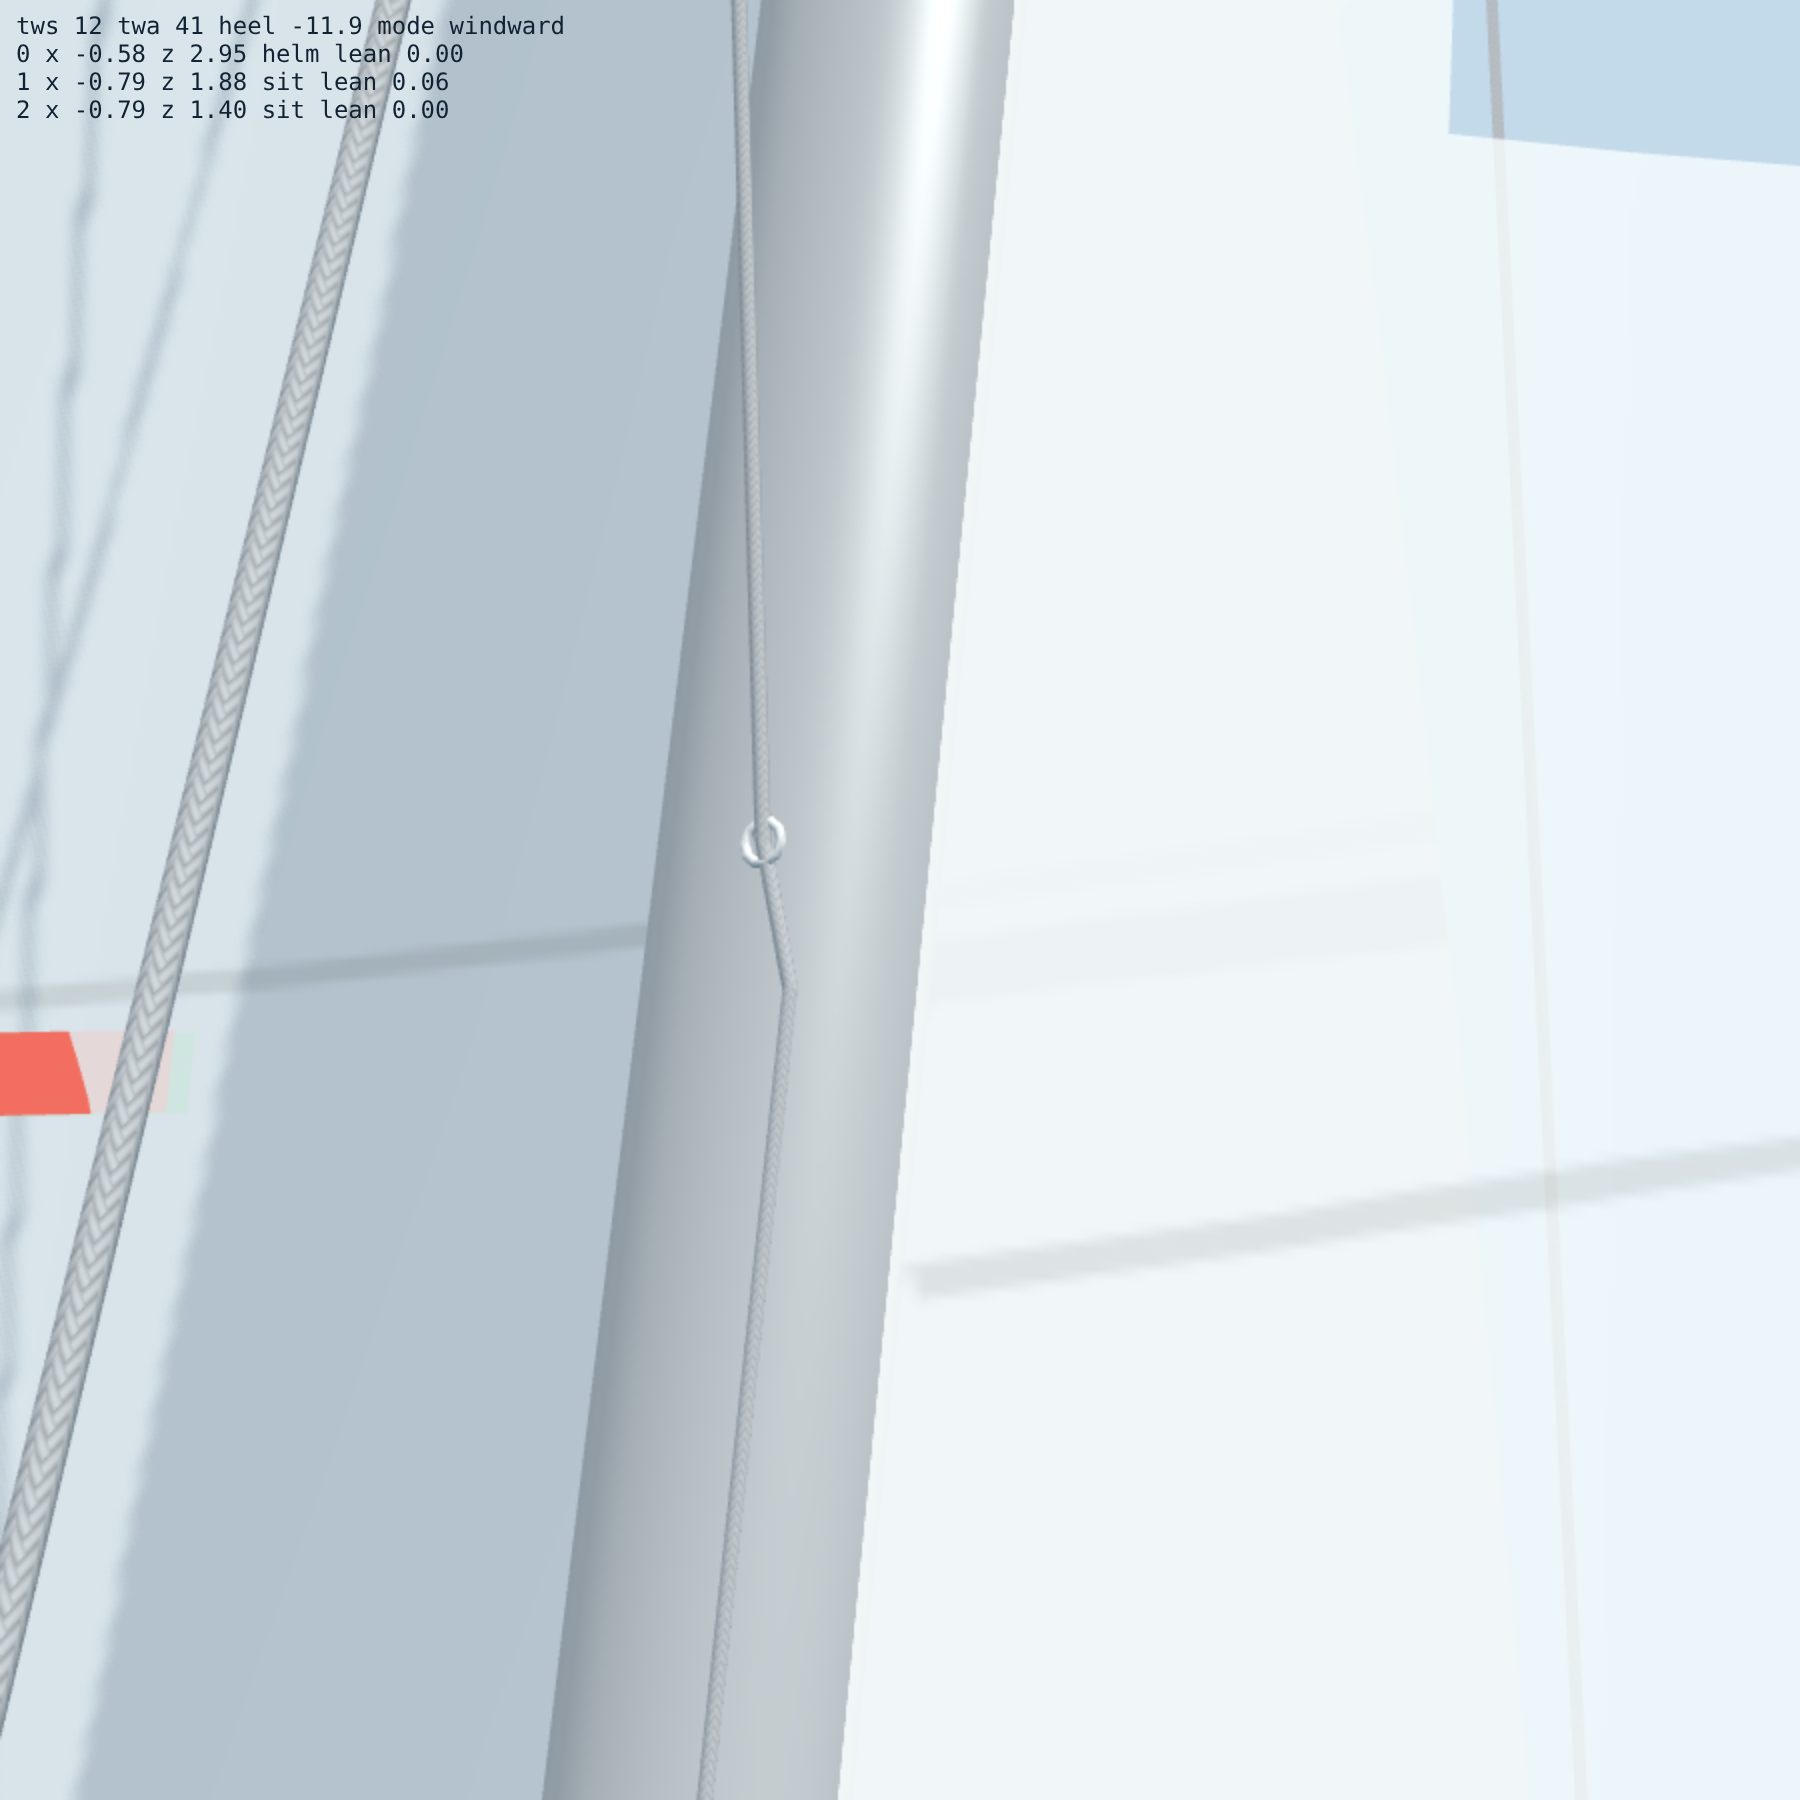 tws 12 twa 41 heel -11.9 mode windward
0 x -0.58 z 2.95 helm lean 0.00
1 x -0.79 z 1.88 sit lean 0.06
2 x -0.79 z 1.40 sit lean 0.00